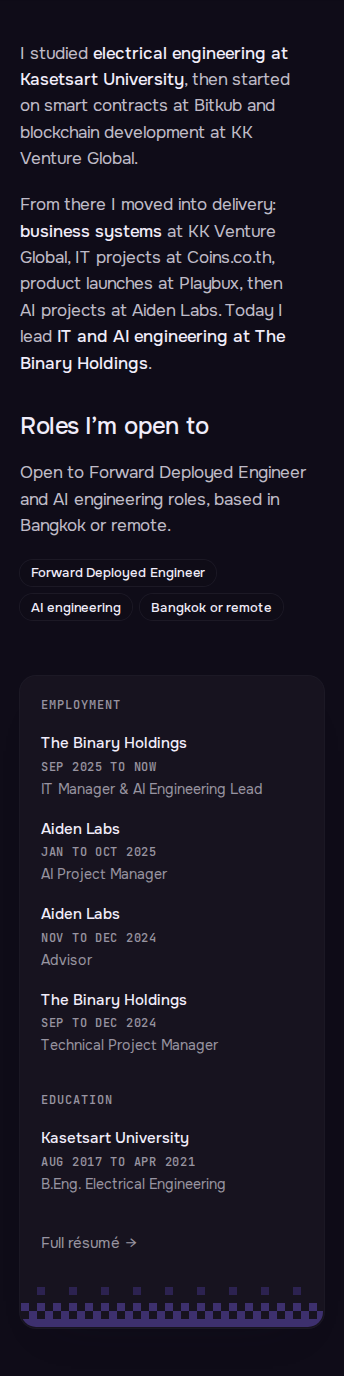 I studied electrical engineering at
Kasetsart University, then started
on smart contracts at Bitkub and
blockchain development at KK
Venture Global.
From there I moved into delivery:
business systems at KK Venture
Global, IT projects at Coins.co.th,
product launches at Playbux, then
AI projects at Aiden Labs. Today I
lead IT and AI engineering at The
Binary Holdings.
Roles I’m open to
Open to Forward Deployed Engineer
and AI engineering roles, based in
Bangkok or remote.
Forward Deployed Engineer
AI engineering
Bangkok or remote
EMPLOYMENT
The Binary Holdings
SEP 2025 TO NOW
IT Manager & AI Engineering Lead
Aiden Labs
JAN TO OCT 2025
AI Project Manager
Aiden Labs
NOV TO DEC 2024
Advisor
The Binary Holdings
SEP TO DEC 2024
Technical Project Manager
EDUCATION
Kasetsart University
AUG 2017 TO APR 2021
B.Eng. Electrical Engineering
Full résumé →